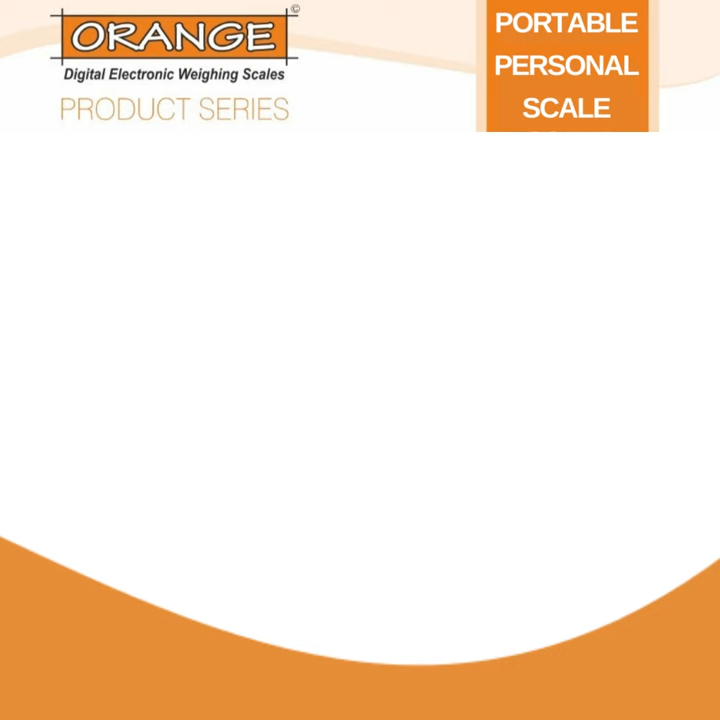 ORANGE
©
Digital Electronic Weighing Scales
PRODUCT SERIES
PORTABLE
PERSONAL
SCALE